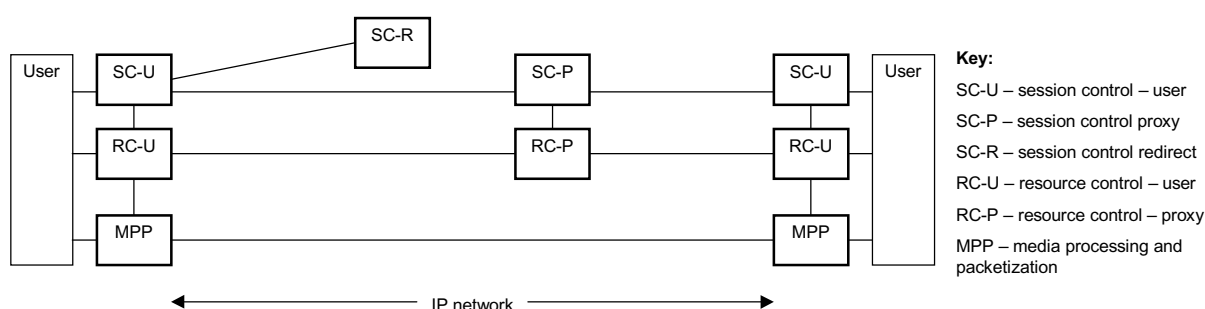 SC-R
User
SC-U
SC-P
SC-U
User
RC-U
RC-P
RC-U
MPP
MPP
IP network
Key:
SC-U – session control – user
SC-P – session control proxy
SC-R – session control redirect
RC-U – resource control – user
RC-P – resource control – proxy
MPP – media processing and
packetization